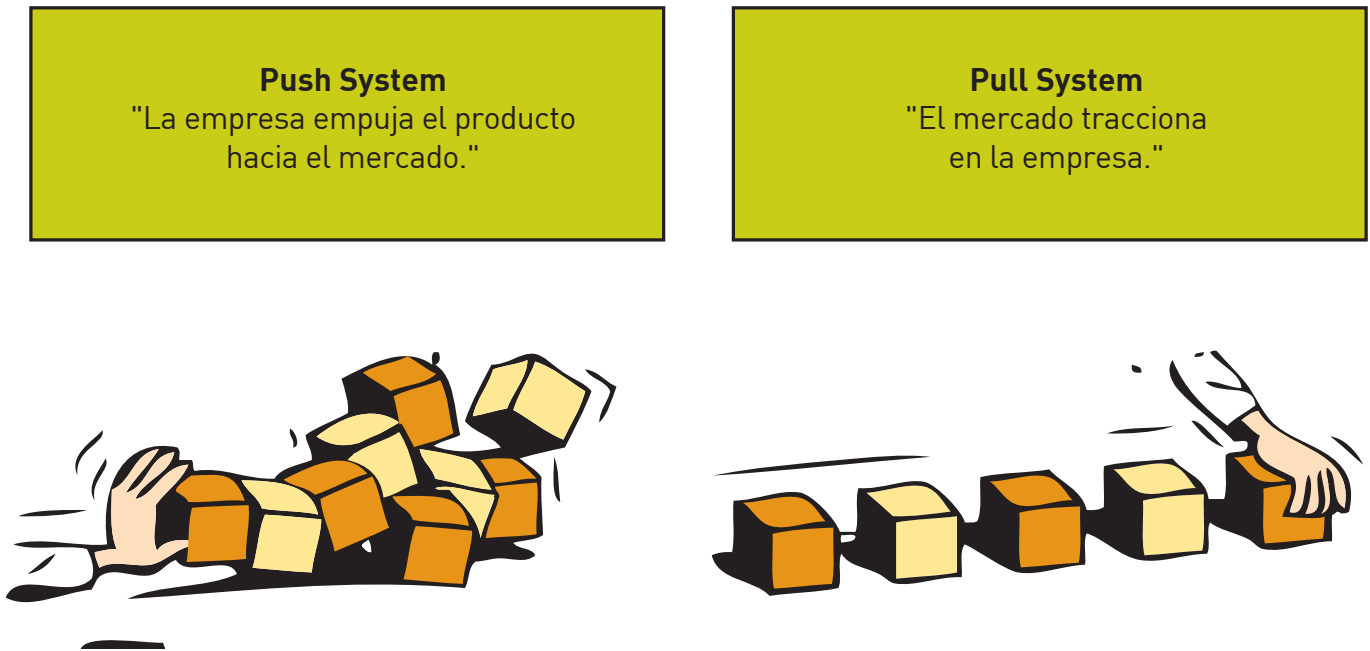 Push System
"La empresa empuja el producto
hacia el mercado."
Pull System
"El mercado tracciona
en la empresa."